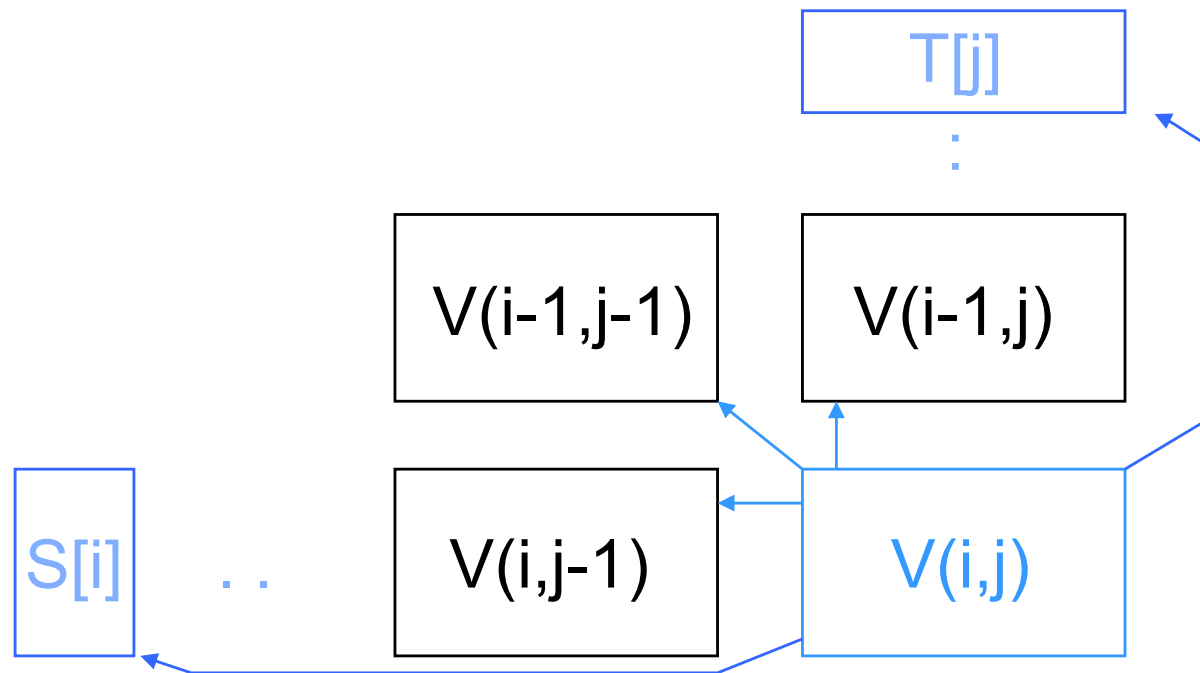 T[j]
:
V(i-1,j-1) V(i-1,j)
S[i] . . V(i,j-1) V(i,j)